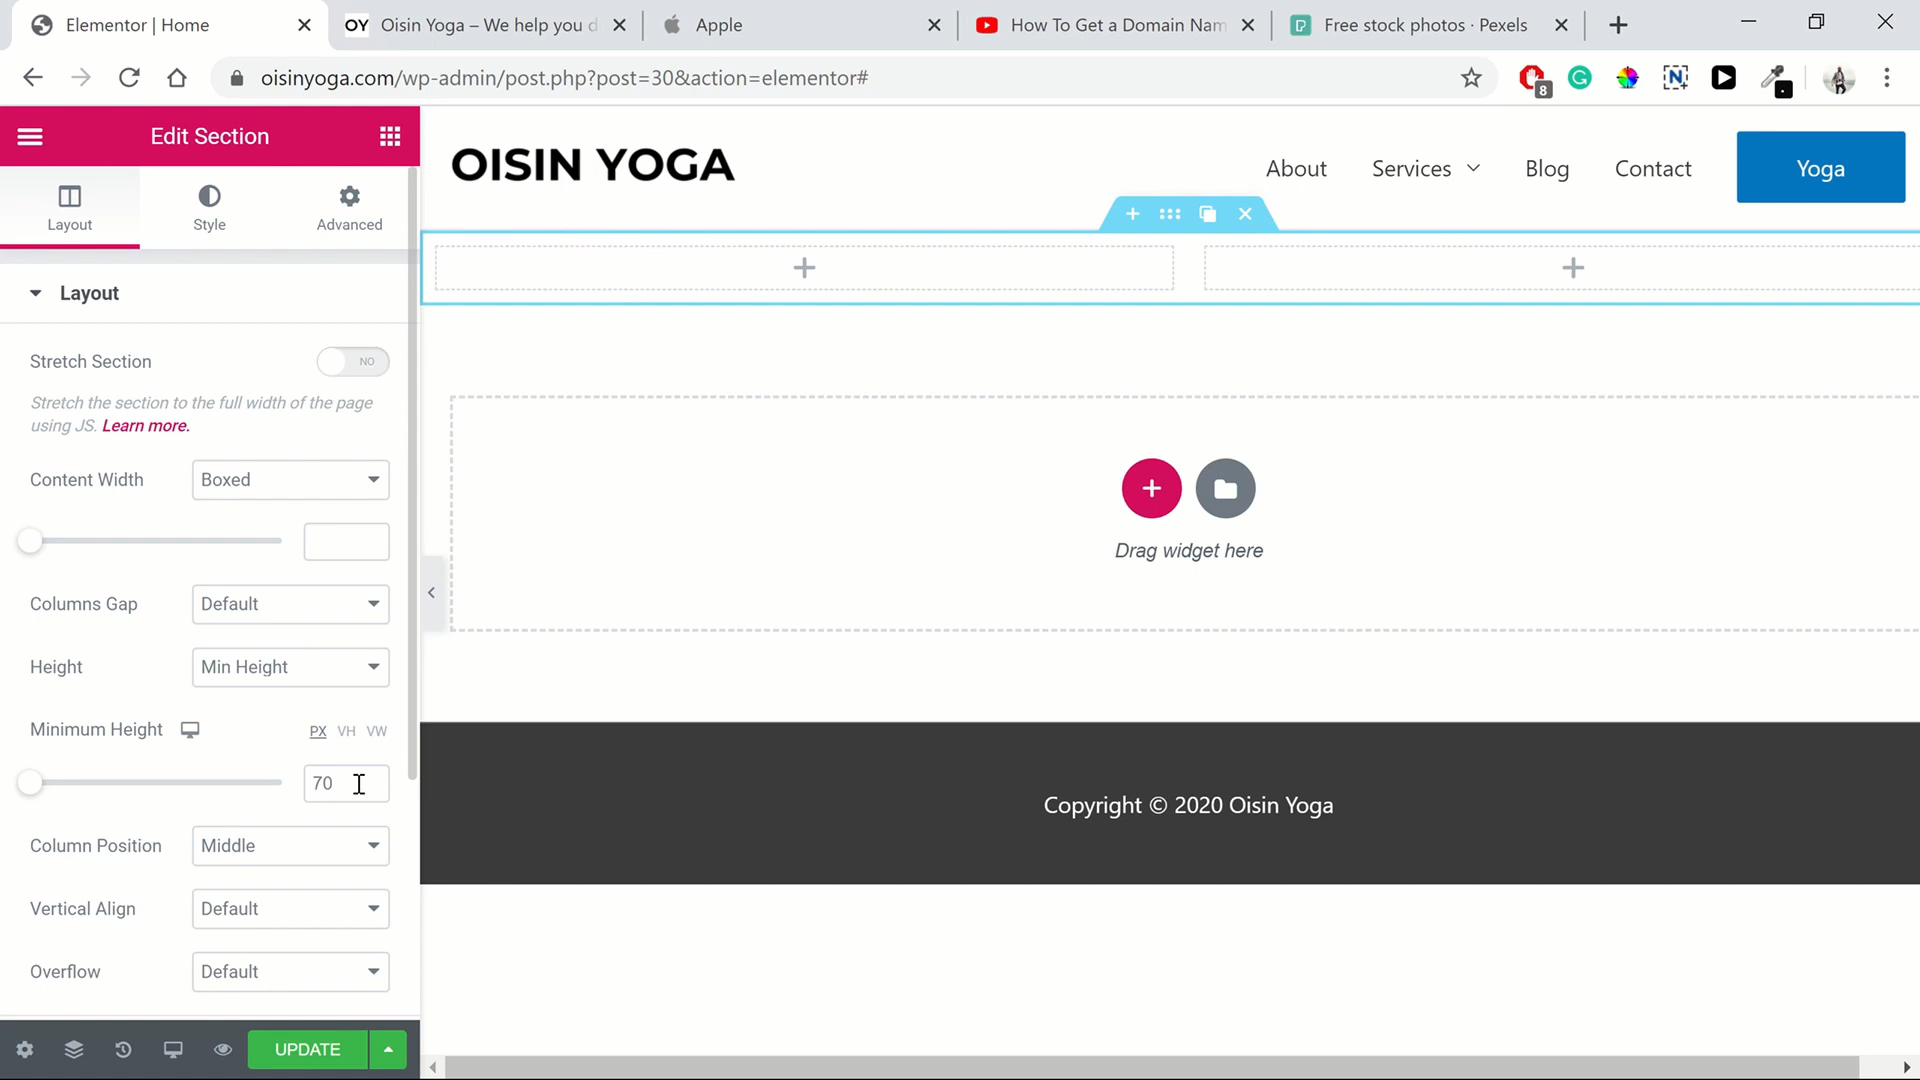 Elementor | Home
OY Oisin Yoga – We help you d
Apple
How To Get a Domain Nam
Free stock photos · Pexels
oisinyoga.com/wp-admin/post.php?post=30&action=elementor#
8
Edit Section
Layout
Style
Advanced
Layout
Stretch Section
NO
Stretch the section to the full width of the page
using JS. Learn more.
Content Width
Boxed
Columns Gap
Default
Height
Min Height
Minimum Height
PX VH VW
70
Column Position
Middle
Vertical Align
Default
Overflow
Default
UPDATE
OISIN YOGA
About
Services
Blog
Contact
Yoga
Drag widget here
Copyright © 2020 Oisin Yoga